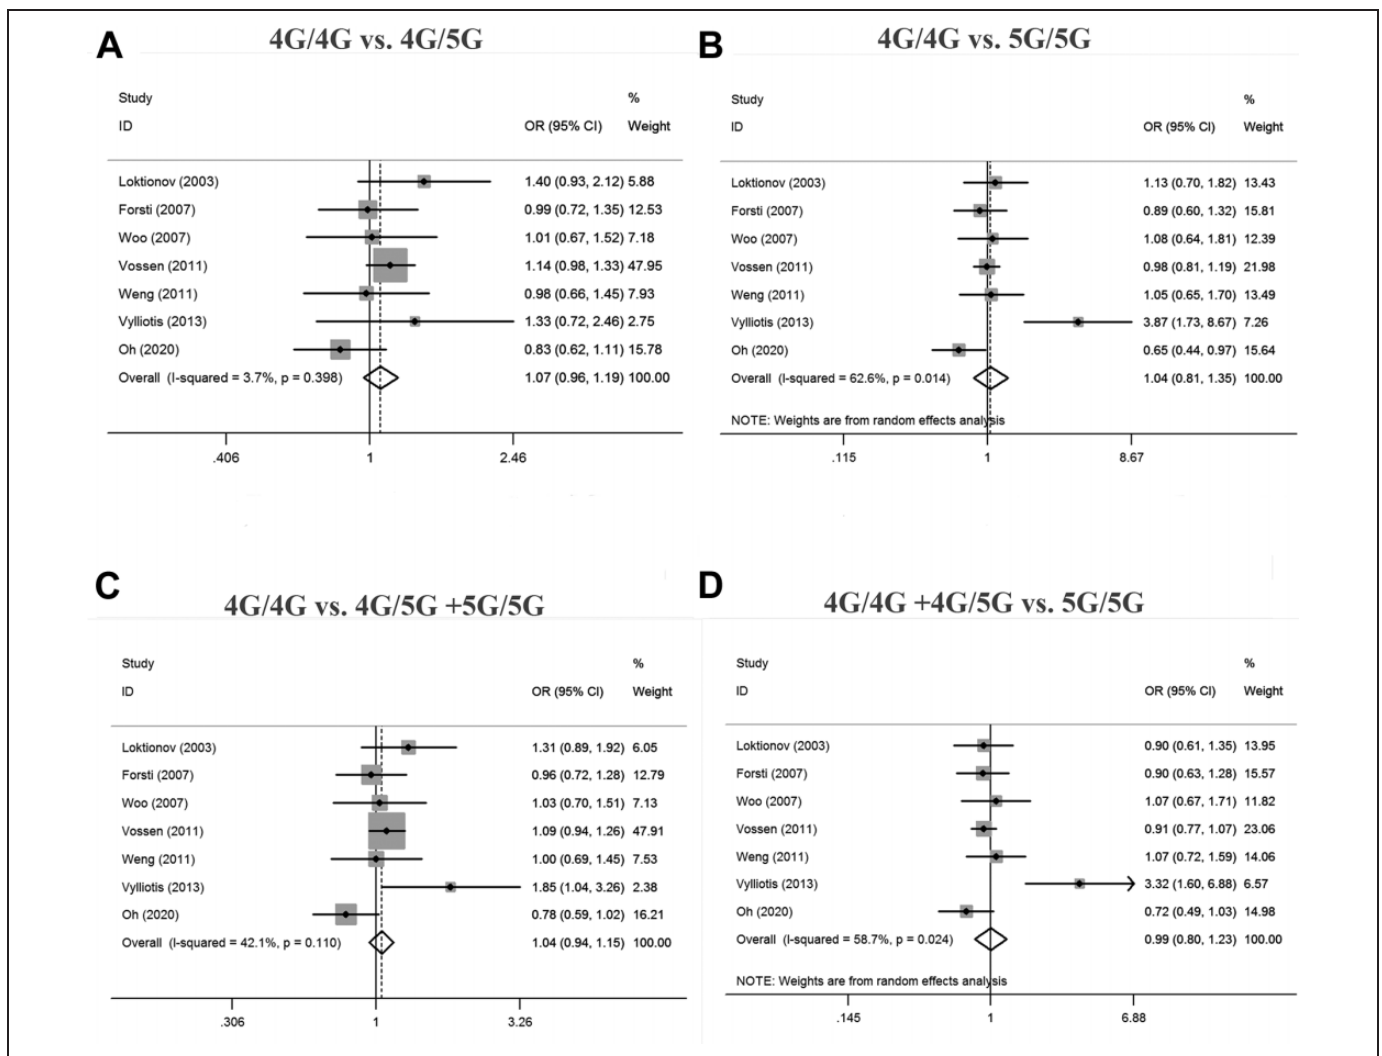 A
4G/4G vs. 4G/5G
Study
%
ID
OR (95% CI)
Weight
Loktionov (2003) 1.40 (0.93, 2.12) 5.88
Forsti (2007) 0.99 (0.72, 1.35) 12.53
Woo (2007) 1.01 (0.67, 1.52) 7.18
Vossen (2011) 1.14 (0.98, 1.33) 47.95
Weng (2011) 0.98 (0.66, 1.45) 7.93
Vylliotis (2013) 1.33 (0.72, 2.46) 2.75
Oh (2020) 0.83 (0.62, 1.11) 15.78
Overall (I-squared = 3.7%, p = 0.398) 1.07 (0.96, 1.19) 100.00
.406 1 2.46
B
4G/4G vs. 5G/5G
Study
%
ID
OR (95% CI)
Weight
Loktionov (2003) 1.13 (0.70, 1.82) 13.43
Forsti (2007) 0.89 (0.60, 1.32) 15.81
Woo (2007) 1.08 (0.64, 1.81) 12.39
Vossen (2011) 0.98 (0.81, 1.19) 21.98
Weng (2011) 1.05 (0.65, 1.70) 13.49
Vylliotis (2013) 3.87 (1.73, 8.67) 7.26
Oh (2020) 0.65 (0.44, 0.97) 15.64
Overall (I-squared = 62.6%, p = 0.014) 1.04 (0.81, 1.35) 100.00
NOTE: Weights are from random effects analysis
.115 1 8.67
C
4G/4G vs. 4G/5G +5G/5G
Study
%
ID
OR (95% CI)
Weight
Loktionov (2003) 1.31 (0.89, 1.92) 6.05
Forsti (2007) 0.96 (0.72, 1.28) 12.79
Woo (2007) 1.03 (0.70, 1.51) 7.13
Vossen (2011) 1.09 (0.94, 1.26) 47.91
Weng (2011) 1.00 (0.69, 1.45) 7.53
Vylliotis (2013) 1.85 (1.04, 3.26) 2.38
Oh (2020) 0.78 (0.59, 1.02) 16.21
Overall (I-squared = 42.1%, p = 0.110) 1.04 (0.94, 1.15) 100.00
.306 1 3.26
D
4G/4G +4G/5G vs. 5G/5G
Study
%
ID
OR (95% CI)
Weight
Loktionov (2003) 0.90 (0.61, 1.35) 13.95
Forsti (2007) 0.90 (0.63, 1.28) 15.57
Woo (2007) 1.07 (0.67, 1.71) 11.82
Vossen (2011) 0.91 (0.77, 1.07) 23.06
Weng (2011) 1.07 (0.72, 1.59) 14.06
Vylliotis (2013) 3.32 (1.60, 6.88) 6.57
Oh (2020) 0.72 (0.49, 1.03) 14.98
Overall (I-squared = 58.7%, p = 0.024) 0.99 (0.80, 1.23) 100.00
NOTE: Weights are from random effects analysis
.145 1 6.88